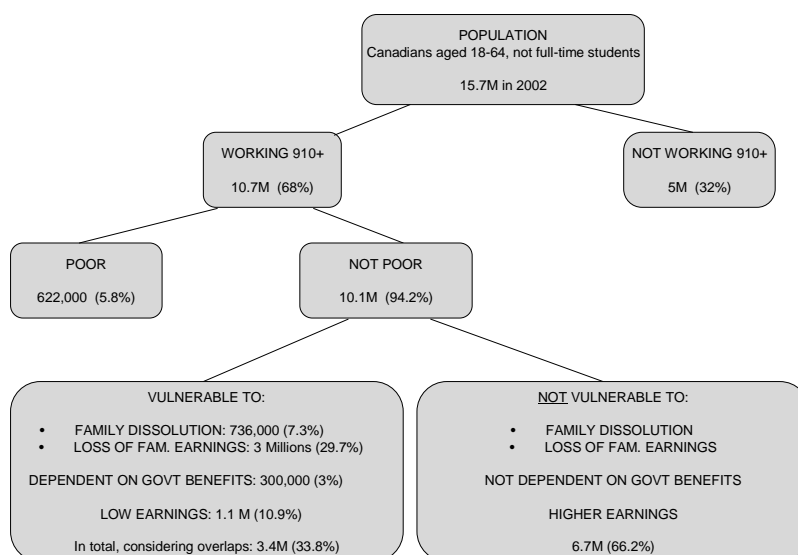 POPULATION
Canadians aged 18-64, not full-time students
15.7M in 2002
WORKING 910+
10.7M (68%)
NOT WORKING 910+
5M (32%)
POOR
622,000 (5.8%)
NOT POOR
10.1M (94.2%)
VULNERABLE TO:
• FAMILY DISSOLUTION: 736,000 (7.3%)
• LOSS OF FAM. EARNINGS: 3 Millions (29.7%)
DEPENDENT ON GOVT BENEFITS: 300,000 (3%)
LOW EARNINGS: 1.1 M (10.9%)
In total, considering overlaps: 3.4M (33.8%)
NOT VULNERABLE TO:
• FAMILY DISSOLUTION
• LOSS OF FAM. EARNINGS
NOT DEPENDENT ON GOVT BENEFITS
HIGHER EARNINGS
6.7M (66.2%)